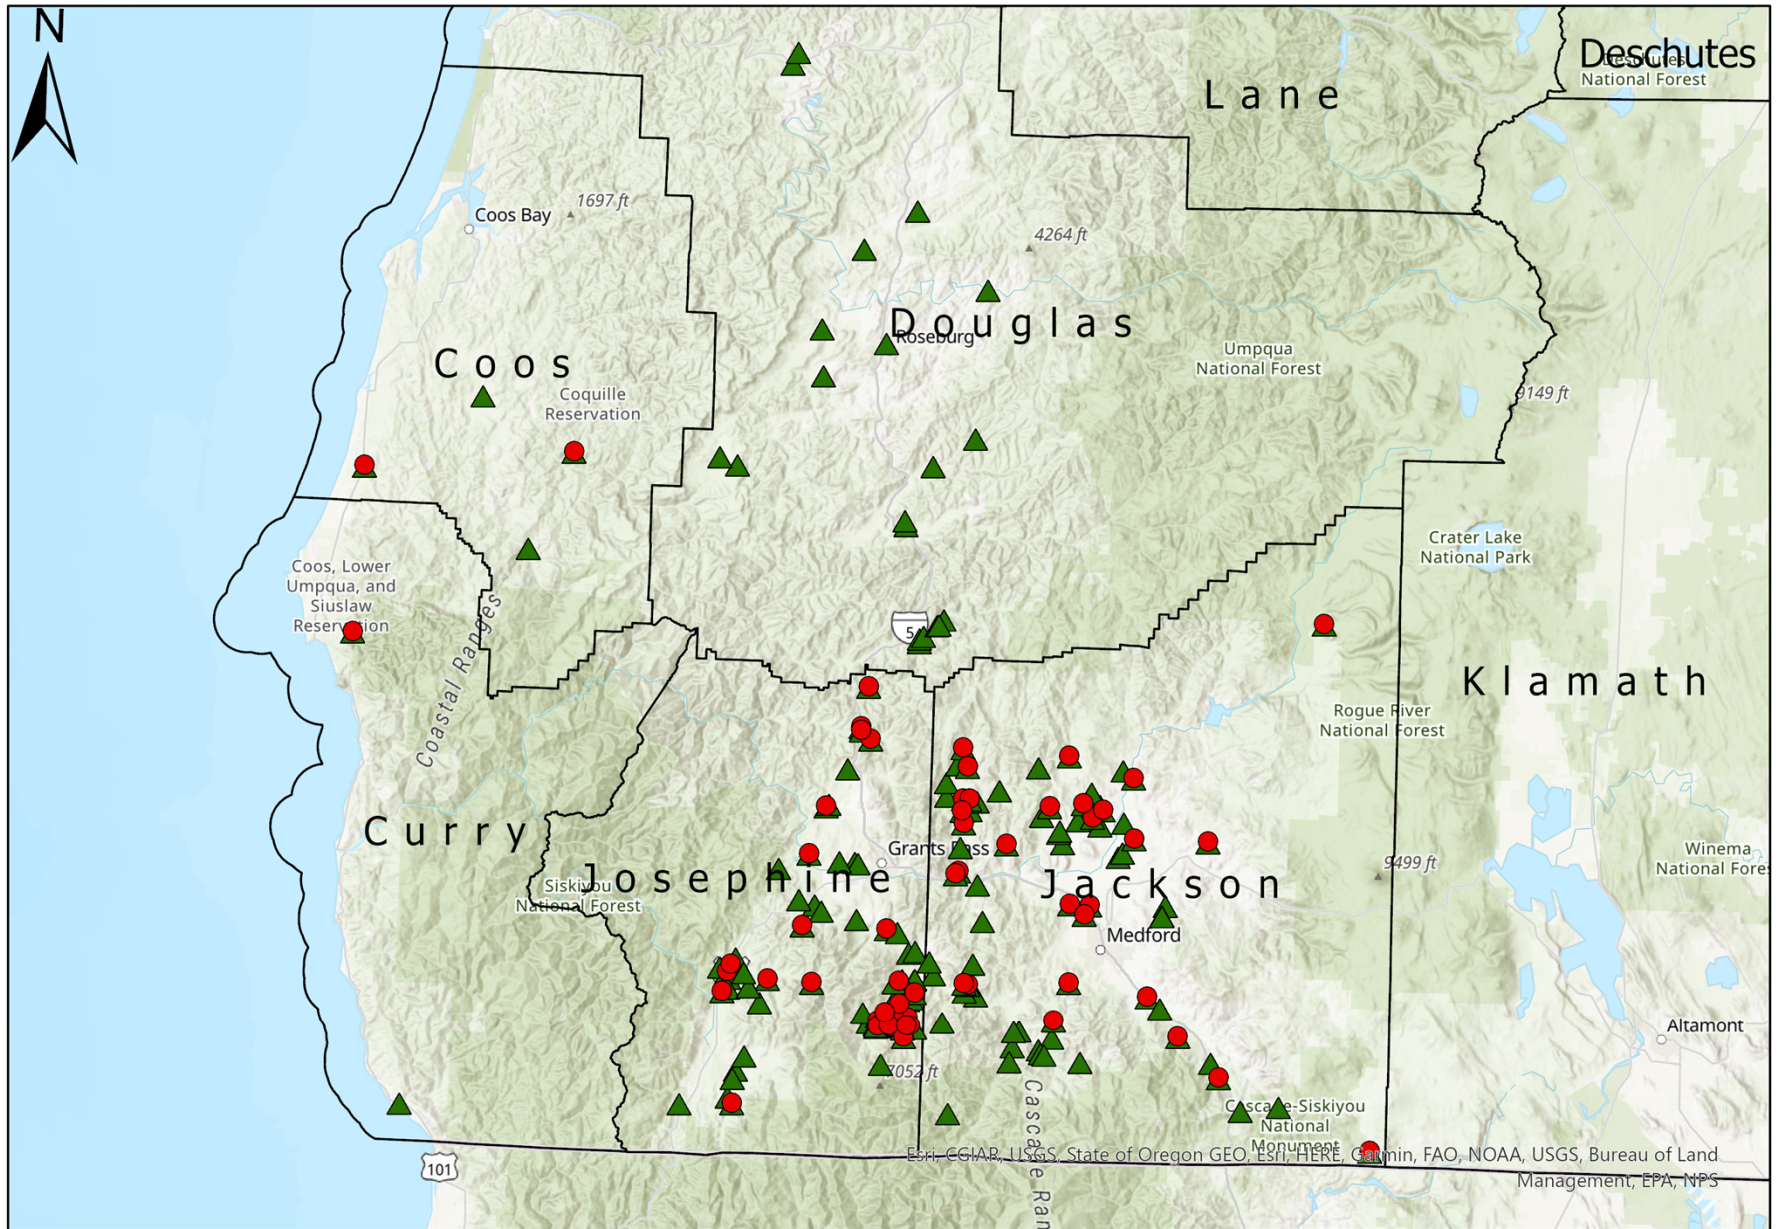 N
Deschutes
Deschutes
National Forest
Lane
1697 ft
Coos Bay
4264 ft
Douglas
Roseburg
Umpqua
National Forest
Coos
Coquille
Reservation
9149 ft
Crater Lake
National Park
Coos, Lower
Umpqua, and
Siuslaw
Reservation
5
Coastal Ranges
Klamath
Rogue River
National Forest
Curry
Grants Pass
Winema
National Fores
9499 ft
Josephine
Jackson
Siskiyou
National Forest
Medford
Altamont
7052 ft
Cascade Ran
Cascade-Siskiyou
National
Monument
101
Esri, CGIAR, USGS, State of Oregon GEO, Esri, HERE, Garmin, FAO, NOAA, USGS, Bureau of Land
Management, EPA, NPS